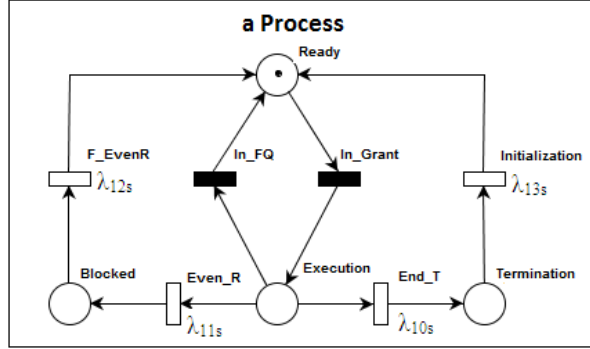 a Process
Ready
F_EvenR
In_FQ
In_Grant
Initialization
λ12s
λ13s
Blocked
Even_R
Execution
End_T
Termination
λ11s
λ10s